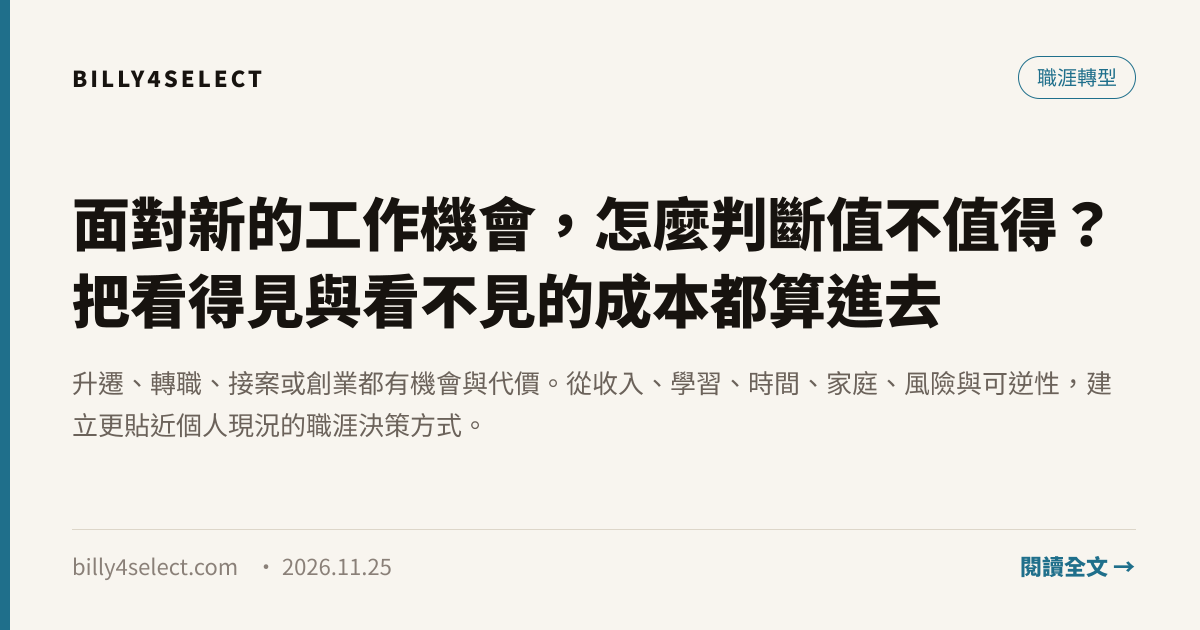 BILLY4SELECT
職涯轉型
面對新的工作機會，怎麼判斷值不值得？
把看得見與看不見的成本都算進去
升遷、轉職、接案或創業都有機會與代價。從收入、學習、時間、家庭、風險與可逆性，建
立更貼近個人現況的職涯決策方式。
billy4select.com ・ 2026.11.25
閱讀全文 →